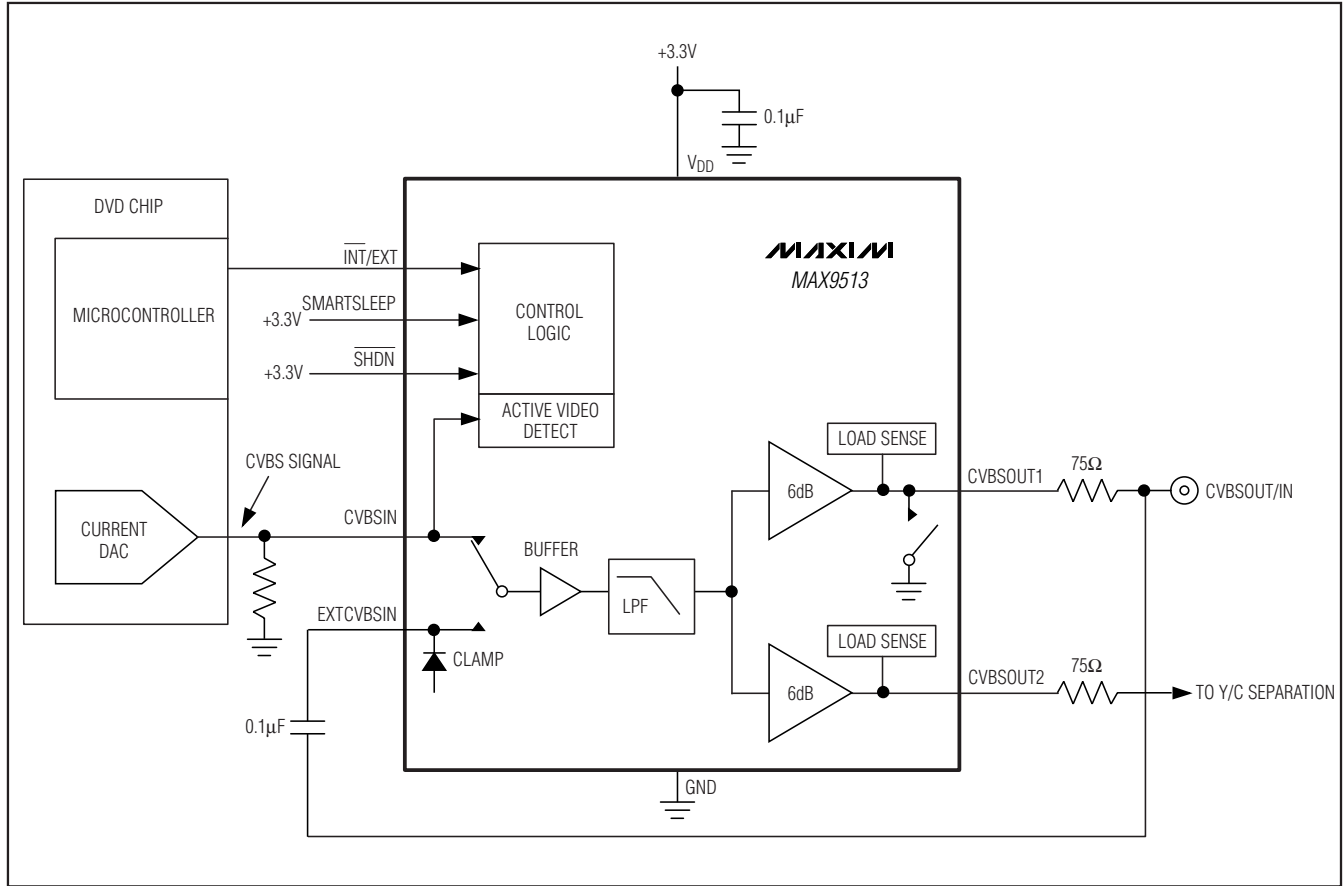 +3.3V
0.1µF
VDD
DVD CHIP
MICROCONTROLLER
INT/EXT
SMARTSLEEP
+3.3V
SHDN
+3.3V
CONTROL
LOGIC
ACTIVE VIDEO
DETECT
MAXIM
MAX9513
CVBS SIGNAL
CURRENT
DAC
CVBSIN
BUFFER
LPF
EXTCVBSIN
CLAMP
0.1µF
LOAD SENSE
6dB
CVBSOUT1
75Ω
CVBSOUT/IN
LOAD SENSE
6dB
CVBSOUT2
75Ω
TO Y/C SEPARATION
GND